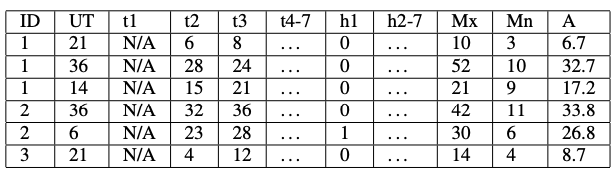 ID UT t1 t2 t3 t4-7 h1 h2-7 Mx Mn A
1 21 N/A 6 8 ... 0 ... 10 3 6.7
1 36 N/A 28 24 ... 0 ... 52 10 32.7
1 14 N/A 15 21 ... 0 ... 21 9 17.2
2 36 N/A 32 36 ... 0 ... 42 11 33.8
2 6 N/A 23 28 ... 1 ... 30 6 26.8
3 21 N/A 4 12 ... 0 ... 14 4 8.7